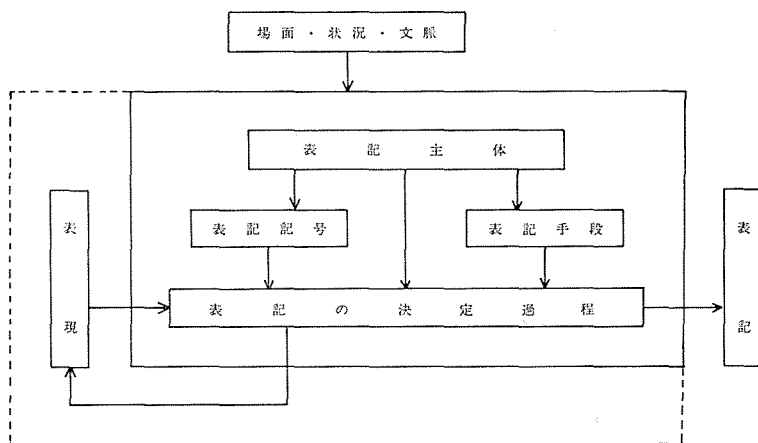 場面・状況・文脈
表記主体
表現
表記記号
表記手段
表記
表記の決定過程